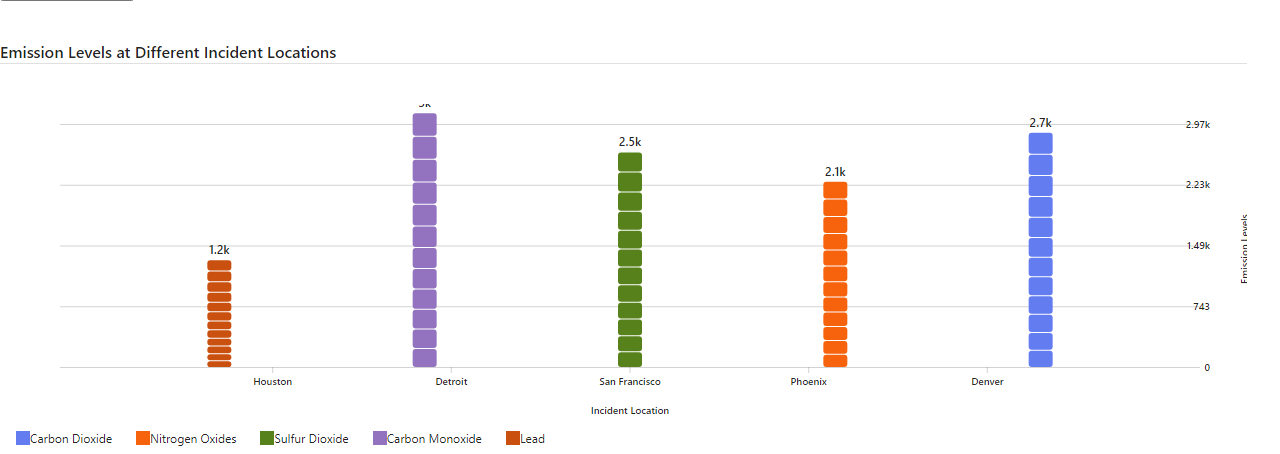 Emission Levels at Different Incident Locations
2.7k
2.97k
2.5k
2.1k
2.23k
1.2k
1.49k
743
0
Emission Levels
Houston Detroit San Francisco Phoenix Denver
Incident Location
Carbon Dioxide Nitrogen Oxides Sulfur Dioxide Carbon Monoxide Lead